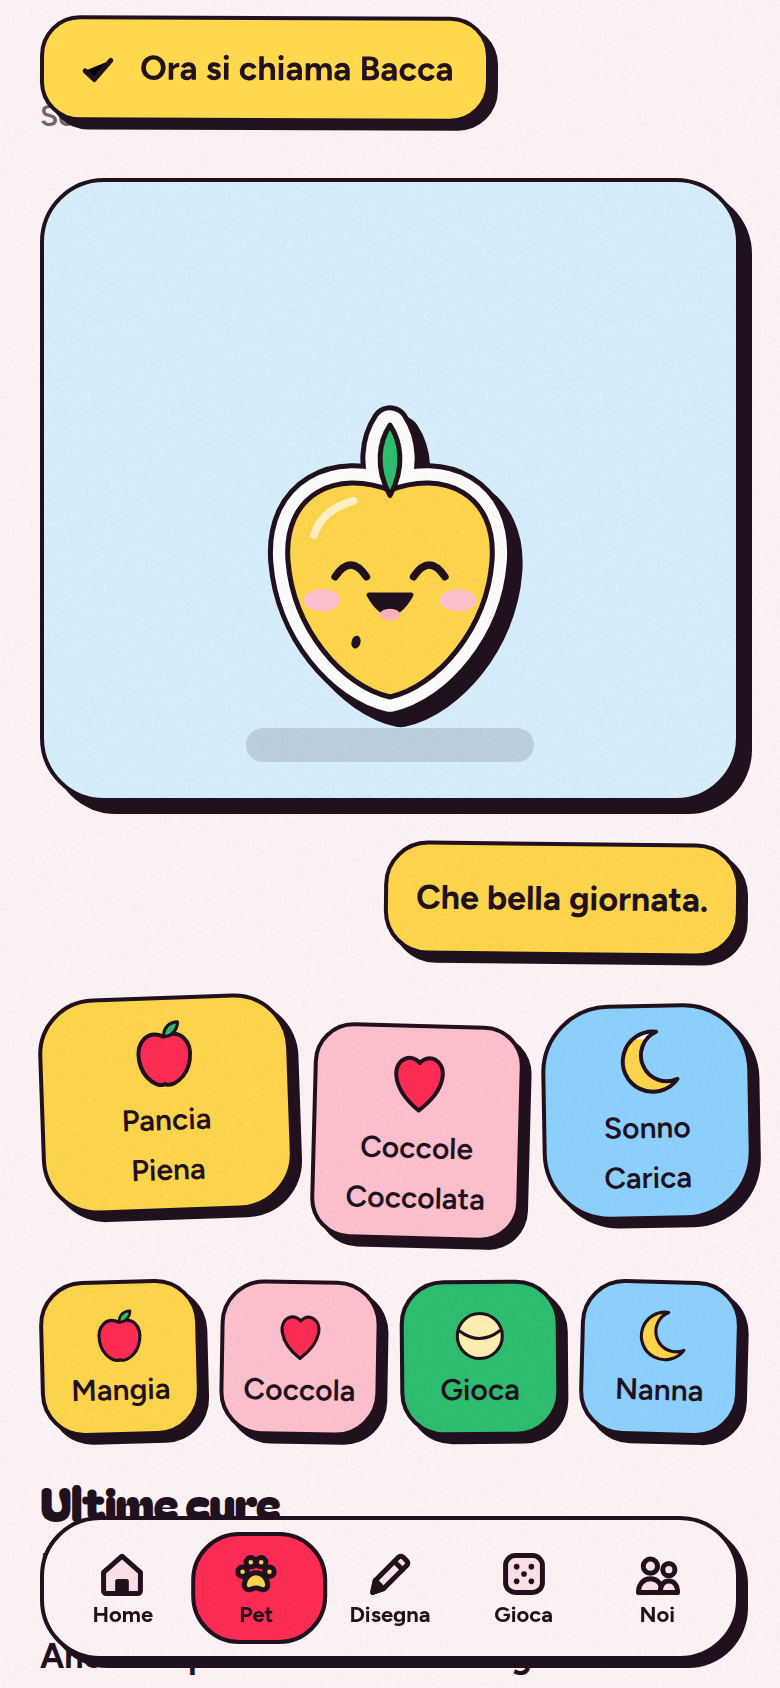 Ora si chiama Bacca
Che bella giornata.
Pancia
Piena
Coccole
Coccolata
Sonno
Carica
Mangia
Coccola
Gioca
Nanna
Ultime cure
Home
Pet
Disegna
Gioca
Noi